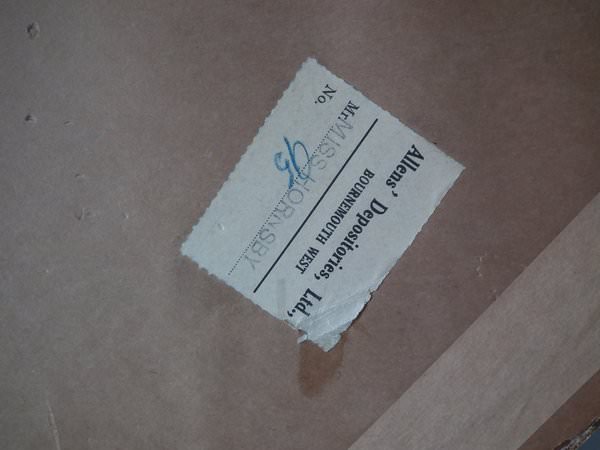 Allens' Depositories, Ltd.,
BOURNEMOUTH WEST
Mr MISS HORNSBY
No. 95